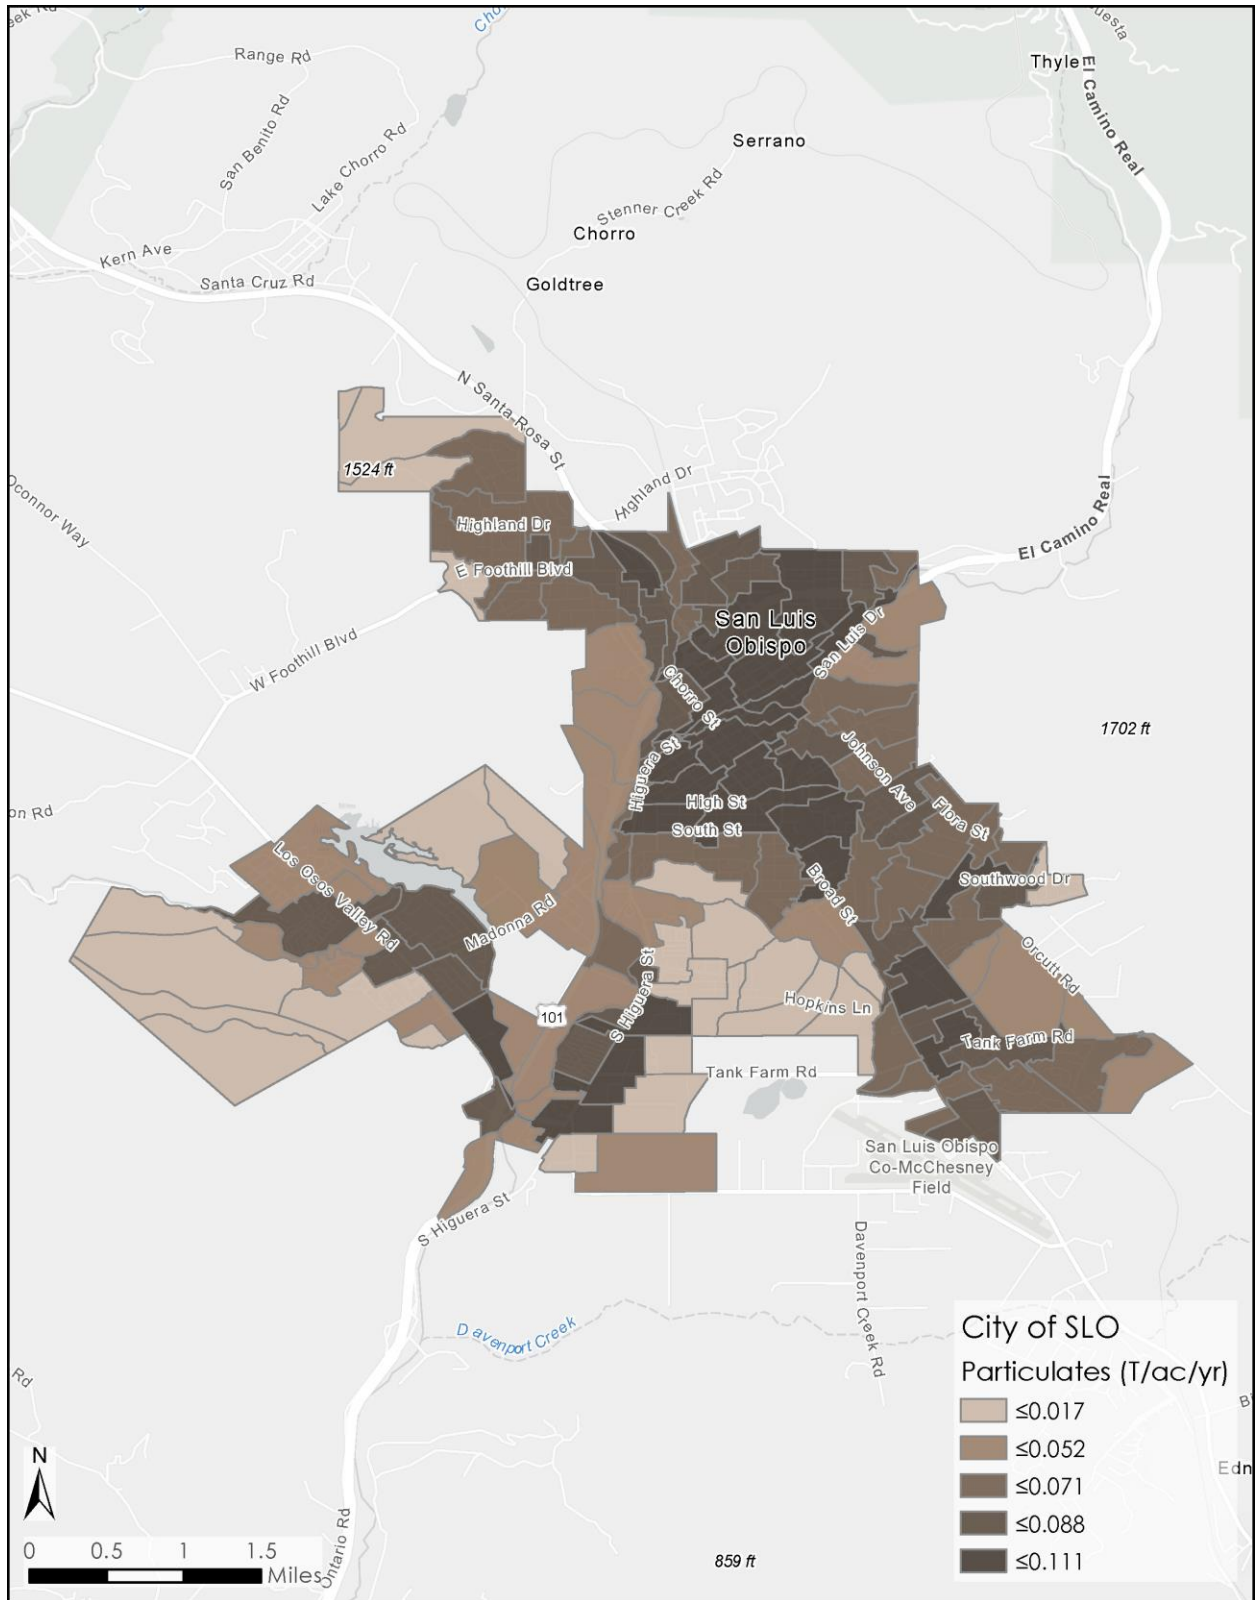 Thyle
El Camino Real
Range Rd
San Benito Rd
Lake Chorro Rd
Serrano
Stenner Creek Rd
Chorro
Kern Ave
Santa Cruz Rd
Goldtree
N Santa Rosa St
1524 ft
Highland Dr
Highland Dr
El Camino Real
E Foothill Blvd
San Luis
Obispo
San Luis Dr
W Foothill Blvd
Chorro St
1702 ft
Higuera St
Johnson Ave
High St
Flora St
South St
Los Osos Valley Rd
Broad St
Southwood Dr
Madonna Rd
Orcutt Rd
S Higuera St
Hopkins Ln
101
Tank Farm Rd
Tank Farm Rd
San Luis Obispo
Co-McChesney
Field
S Higuera St
Davenport Creek Rd
Davenport Creek
City of SLO
Particulates (T/ac/yr)
≤0.017
≤0.052
≤0.071
≤0.088
≤0.111
Rd
N
0 0.5 1 1.5
Miles
Ontario Rd
859 ft